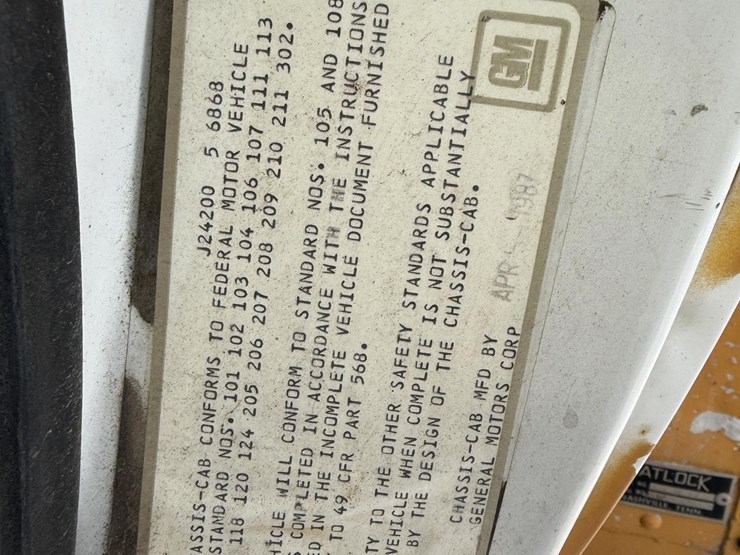 J24200 5 6868
ASSIS-CAB CONFORMS TO FEDERAL MOTOR VEHICLE
STANDARD NOS. 101 102 103 104 106 107 111 113
118 120 124 205 206 207 208 209 210 211 302.
HICLE WILL CONFORM TO STANDARD NOS. 105 AND 108
S COMPLETED IN ACCORDANCE WITH THE INSTRUCTIONS
ED IN THE INCOMPLETE VEHICLE DOCUMENT FURNISHED
TO 49 CFR PART 568.
TY TO THE OTHER SAFETY STANDARDS APPLICABLE
VEHICLE WHEN COMPLETE IS NOT SUBSTANTIALLY
BY THE DESIGN OF THE CHASSIS-CAB.
CHASSIS-CAB MFD BY
GENERAL MOTORS CORP
APR 1987
GM
ATLOCK
NASHVILLE TENN